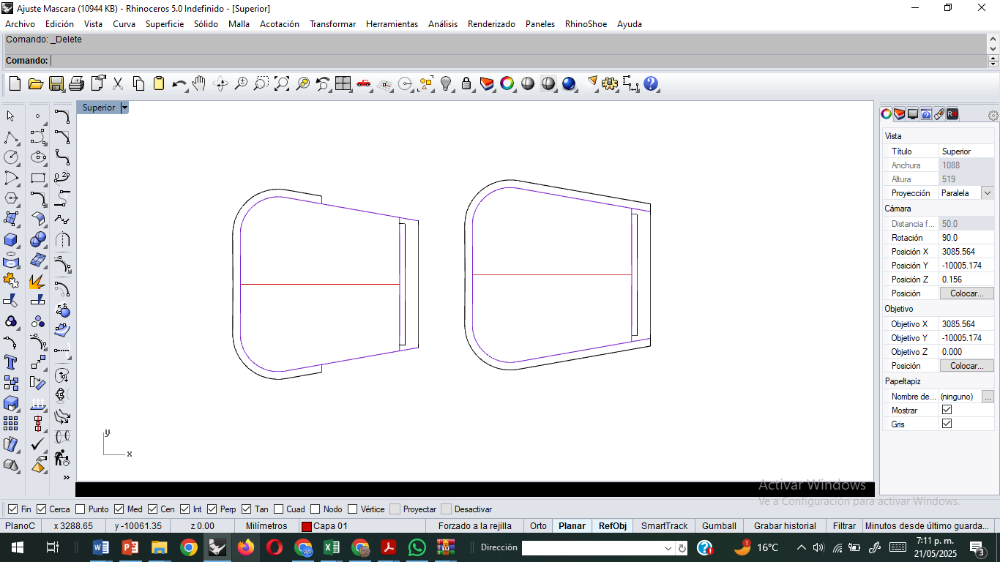 Ajuste Mascara (10944 KB) - Rhinoceros 5.0 Indefinido - [Superior]
Archivo Edición Vista Curva Superficie Sólido Malla Acotación Transformar Herramientas Análisis Renderizado Paneles RhinoShoe Ayuda
Comando: _Delete
Comando:
Superior
Vista
Título Superior
Anchura 1088
Altura 519
Proyección Paralela
Cámara
Distancia f... 50.0
Rotación 90.0
Posición X 3085.564
Posición Y -10005.174
Posición Z 0.156
Posición Colocar...
Objetivo
Objetivo X 3085.564
Objetivo Y -10005.174
Objetivo Z 0.000
Posición Colocar...
Papeltapiz
Nombre de... (ninguno) ...
Mostrar
Gris
y
x
Activar Windows
Ve a Configuración para activar Windows.
Fin Cerca Punto Med Cen Int Perp Tan Cuad Nodo Vértice Proyectar Desactivar
PlanoC x 3288.65 y -10061.35 z 0.00 Milímetros Capa 01 Forzado a la rejilla Orto Planar RefObj SmartTrack Gumball Grabar historial Filtrar Minutos desde último guarda...
Dirección 1 16°C 7:11 p. m.
21/05/2025 3